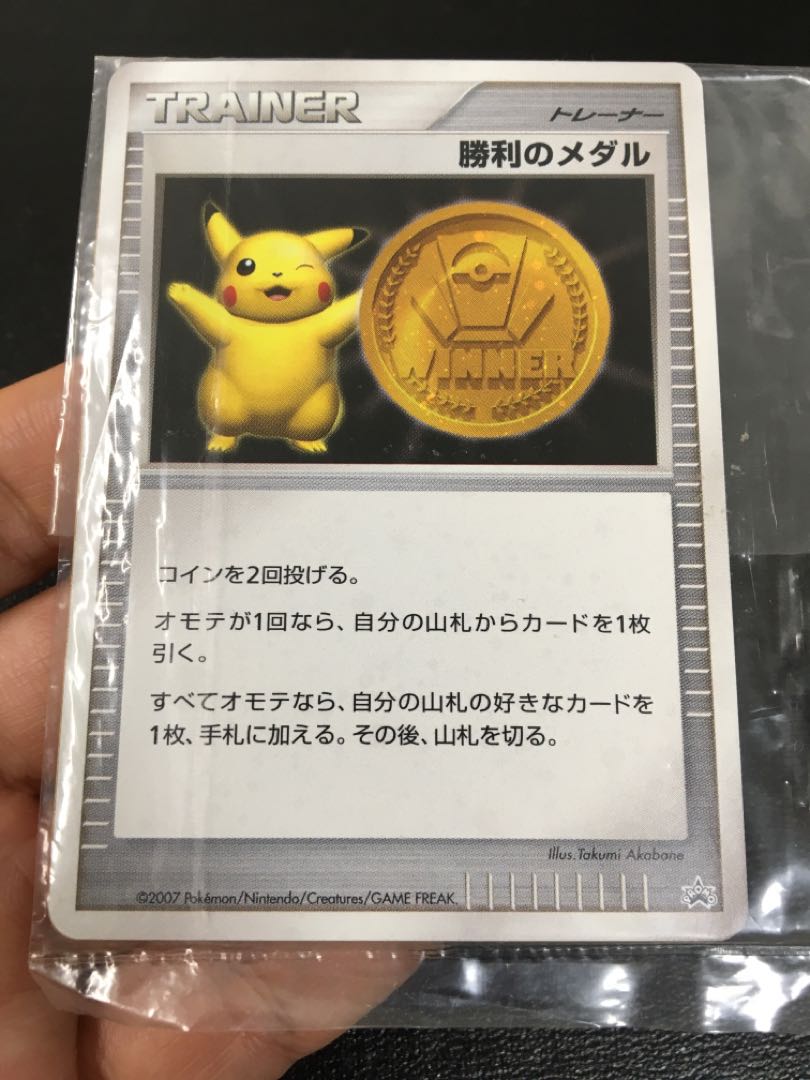 TRAINER
トレーナー
勝利のメダル
WINNER
コインを2回投げる。
オモテが1回なら、自分の山札からカードを1枚
引く。
すべてオモテなら、自分の山札の好きなカードを
1枚、手札に加える。その後、山札を切る。
Illus. Takumi Akabane
©2007 Pokémon/Nintendo/Creatures/GAME FREAK.
PROMO